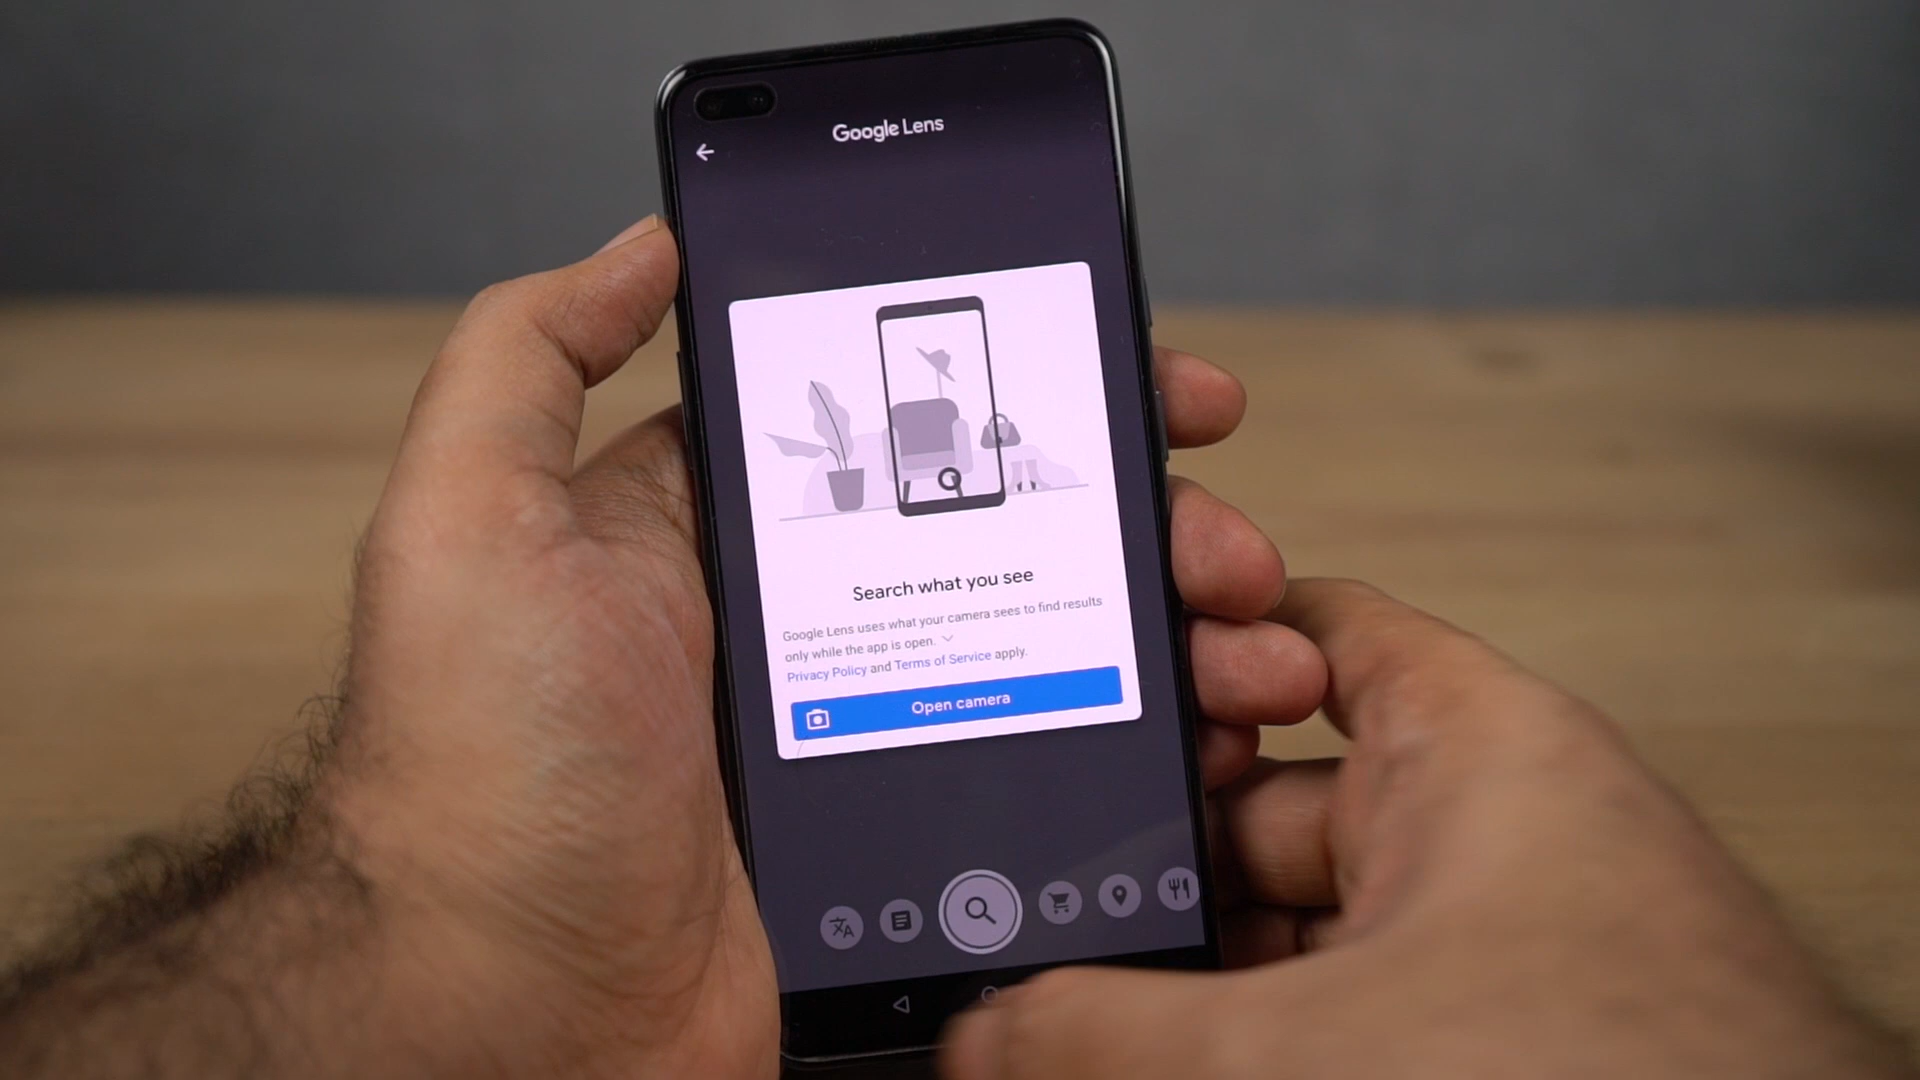 Google Lens
Search what you see
Google Lens uses what your camera sees to find results
only while the app is open.
Privacy Policy and Terms of Service apply.
Open camera